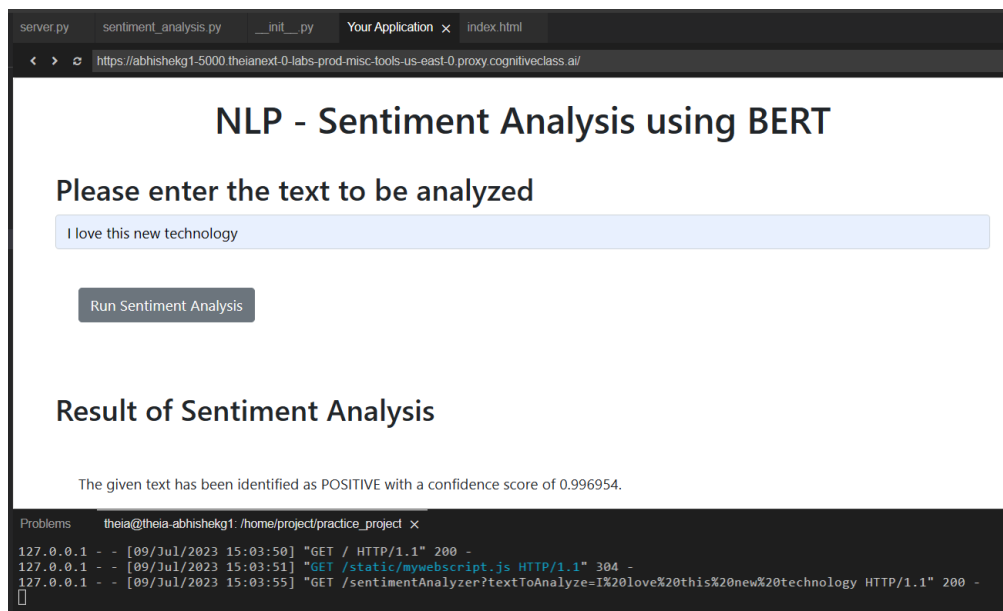 server.py sentiment_analysis.py __init__.py Your Application × index.html
https://abhishekg1-5000.theianext-0-labs-prod-misc-tools-us-east-0.proxy.cognitiveclass.ai/
NLP - Sentiment Analysis using BERT
Please enter the text to be analyzed
I love this new technology
Run Sentiment Analysis
Result of Sentiment Analysis
The given text has been identified as POSITIVE with a confidence score of 0.996954.
Problems theia@theia-abhishekg1: /home/project/practice_project ×
127.0.0.1 - - [09/Jul/2023 15:03:50] "GET / HTTP/1.1" 200 -
127.0.0.1 - - [09/Jul/2023 15:03:51] "GET /static/mywebscript.js HTTP/1.1" 304 -
127.0.0.1 - - [09/Jul/2023 15:03:55] "GET /sentimentAnalyzer?textToAnalyze=I%20love%20this%20new%20technology HTTP/1.1" 200 -